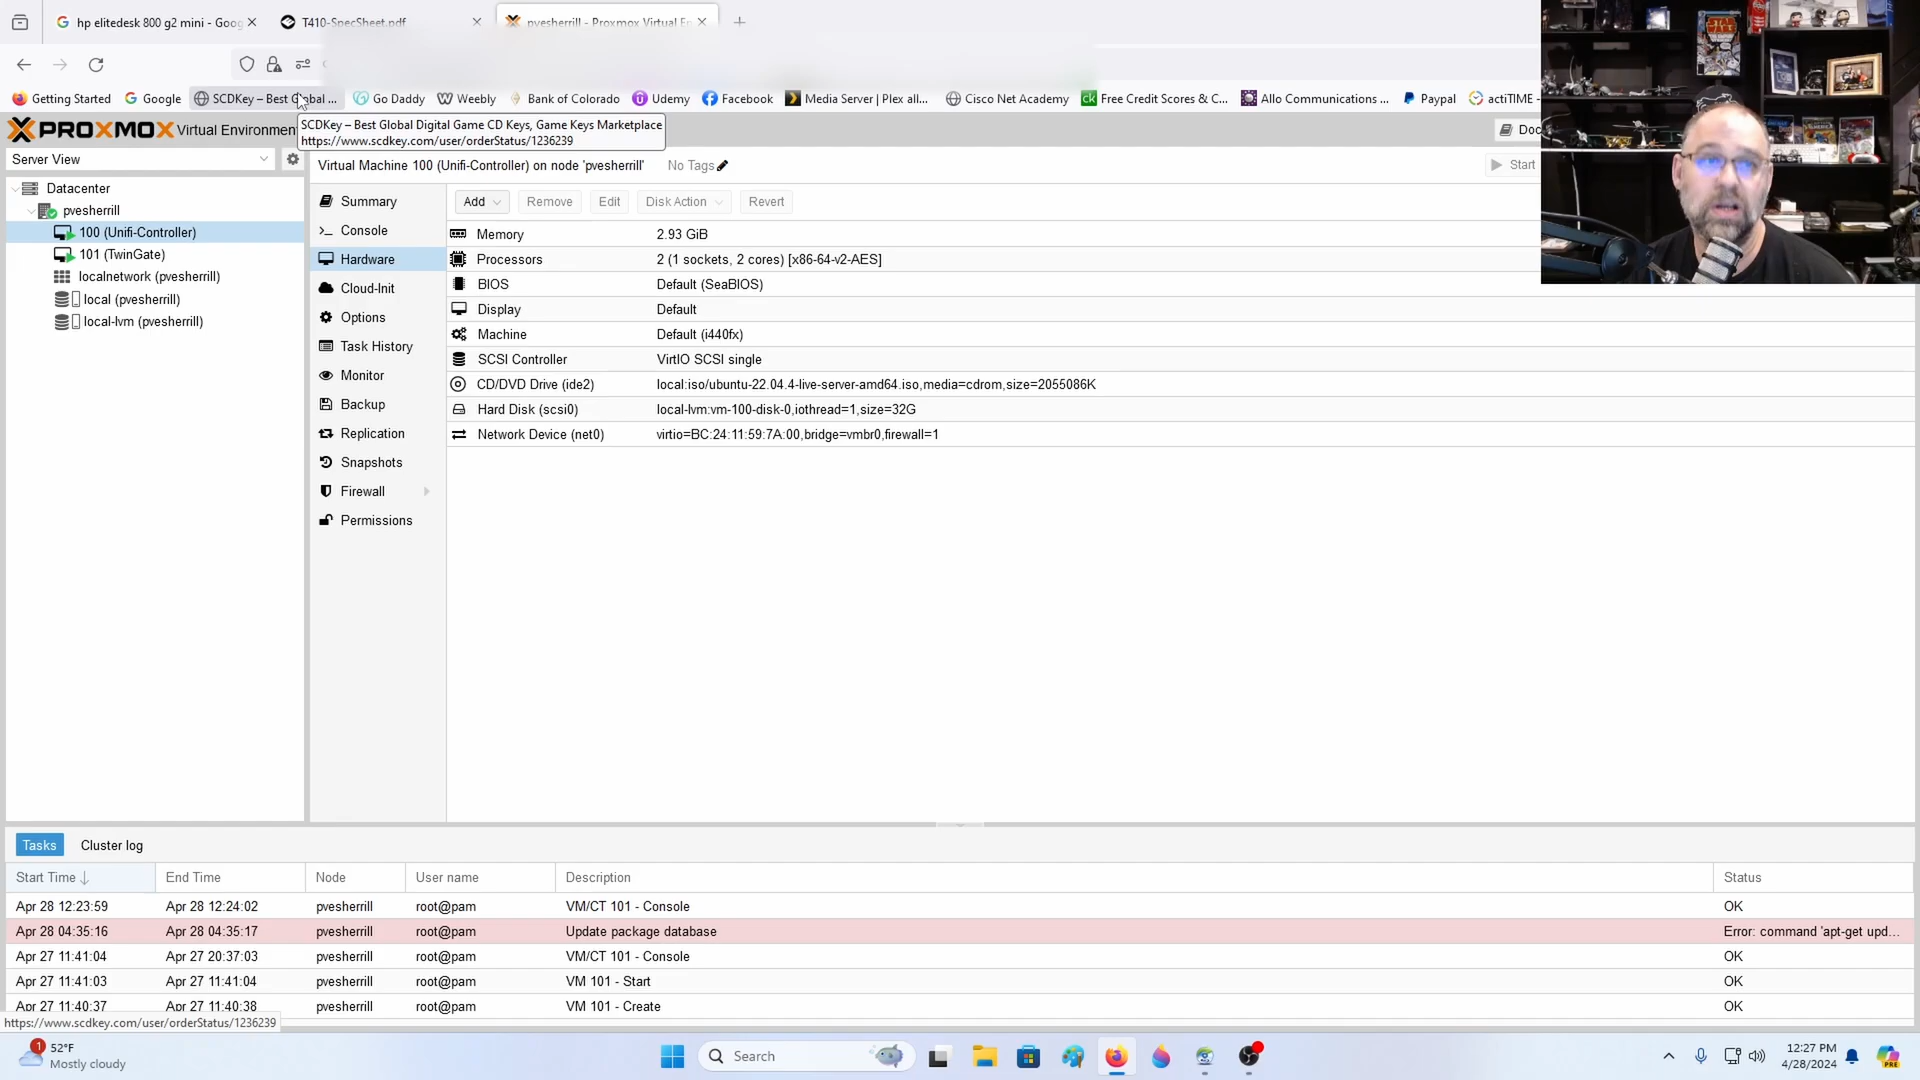 hp elitedesk 800 g2 mini - Goog
T410-SpecSheet.pdf
pvesherrill - Proxmox Virtual En
Getting Started
Google
SCDKey – Best Global ...
Go Daddy
Weebly
Bank of Colorado
Udemy
Facebook
Media Server | Plex all...
Cisco Net Academy
ck
Free Credit Scores & C...
Allo Communications ...
Paypal
actiTIME -
PROXMOX Virtual Environmen
SCDKey – Best Global Digital Game CD Keys, Game Keys Marketplace
https://www.scdkey.com/user/orderStatus/1236239
Doc
Server View
Virtual Machine 100 (Unifi-Controller) on node 'pvesherrill'
No Tags
Start
Datacenter
pvesherrill
100 (Unifi-Controller)
101 (TwinGate)
localnetwork (pvesherrill)
local (pvesherrill)
local-lvm (pvesherrill)
Summary
Console
Hardware
Cloud-Init
Options
Task History
Monitor
Backup
Replication
Snapshots
Firewall
Permissions
Add
Remove
Edit
Disk Action
Revert
Memory 2.93 GiB
Processors 2 (1 sockets, 2 cores) [x86-64-v2-AES]
BIOS Default (SeaBIOS)
Display Default
Machine Default (i440fx)
SCSI Controller VirtIO SCSI single
CD/DVD Drive (ide2) local:iso/ubuntu-22.04.4-live-server-amd64.iso,media=cdrom,size=2055086K
Hard Disk (scsi0) local-lvm:vm-100-disk-0,iothread=1,size=32G
Network Device (net0) virtio=BC:24:11:59:7A:00,bridge=vmbr0,firewall=1
Tasks
Cluster log
Start Time End Time Node User name Description Status
Apr 28 12:23:59 Apr 28 12:24:02 pvesherrill root@pam VM/CT 101 - Console OK
Apr 28 04:35:16 Apr 28 04:35:17 pvesherrill root@pam Update package database Error: command 'apt-get upd...
Apr 27 11:41:04 Apr 27 20:37:03 pvesherrill root@pam VM/CT 101 - Console OK
Apr 27 11:41:03 Apr 27 11:41:04 pvesherrill root@pam VM 101 - Start OK
Apr 27 11:40:37 Apr 27 11:40:38 pvesherrill root@pam VM 101 - Create OK
https://www.scdkey.com/user/orderStatus/1236239
1
52°F
Mostly cloudy
Search
12:27 PM
4/28/2024
PRE